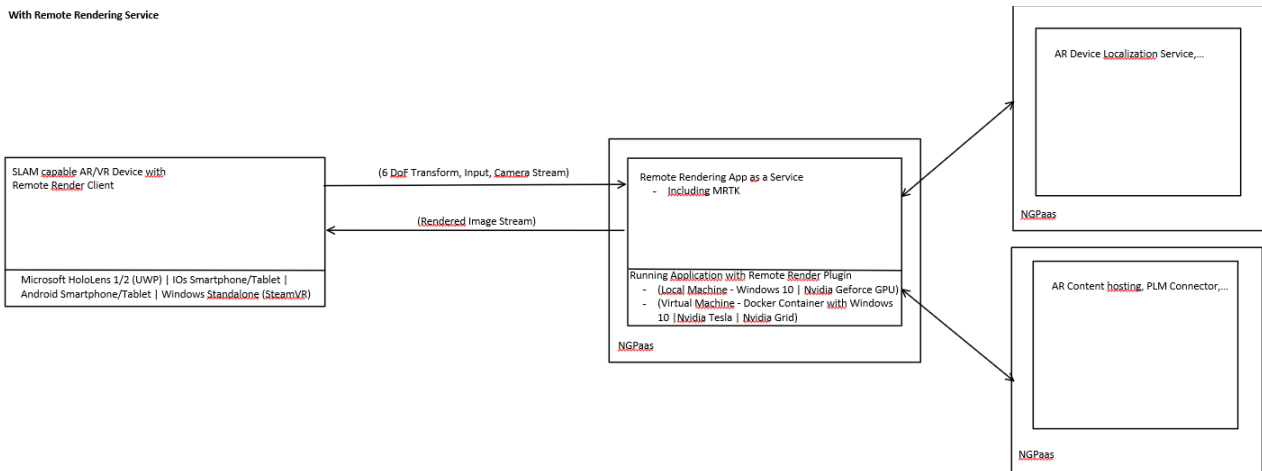 With Remote Rendering Service
SLAM capable AR/VR Device with
Remote Render Client
Microsoft HoloLens 1/2 (UWP) | IOs Smartphone/Tablet |
Android Smartphone/Tablet | Windows Standalone (SteamVR)
(6 DoF Transform, Input, Camera Stream)
(Rendered Image Stream)
Remote Rendering App as a Service
- Including MRTK
Running Application with Remote Render Plugin
- (Local Machine - Windows 10 | Nvidia Geforce GPU)
- (Virtual Machine - Docker Container with Windows
10 |Nvidia Tesla | Nvidia Grid)
NGPaas
AR Device Localization Service,...
NGPaas
AR Content hosting, PLM Connector,...
NGPaas